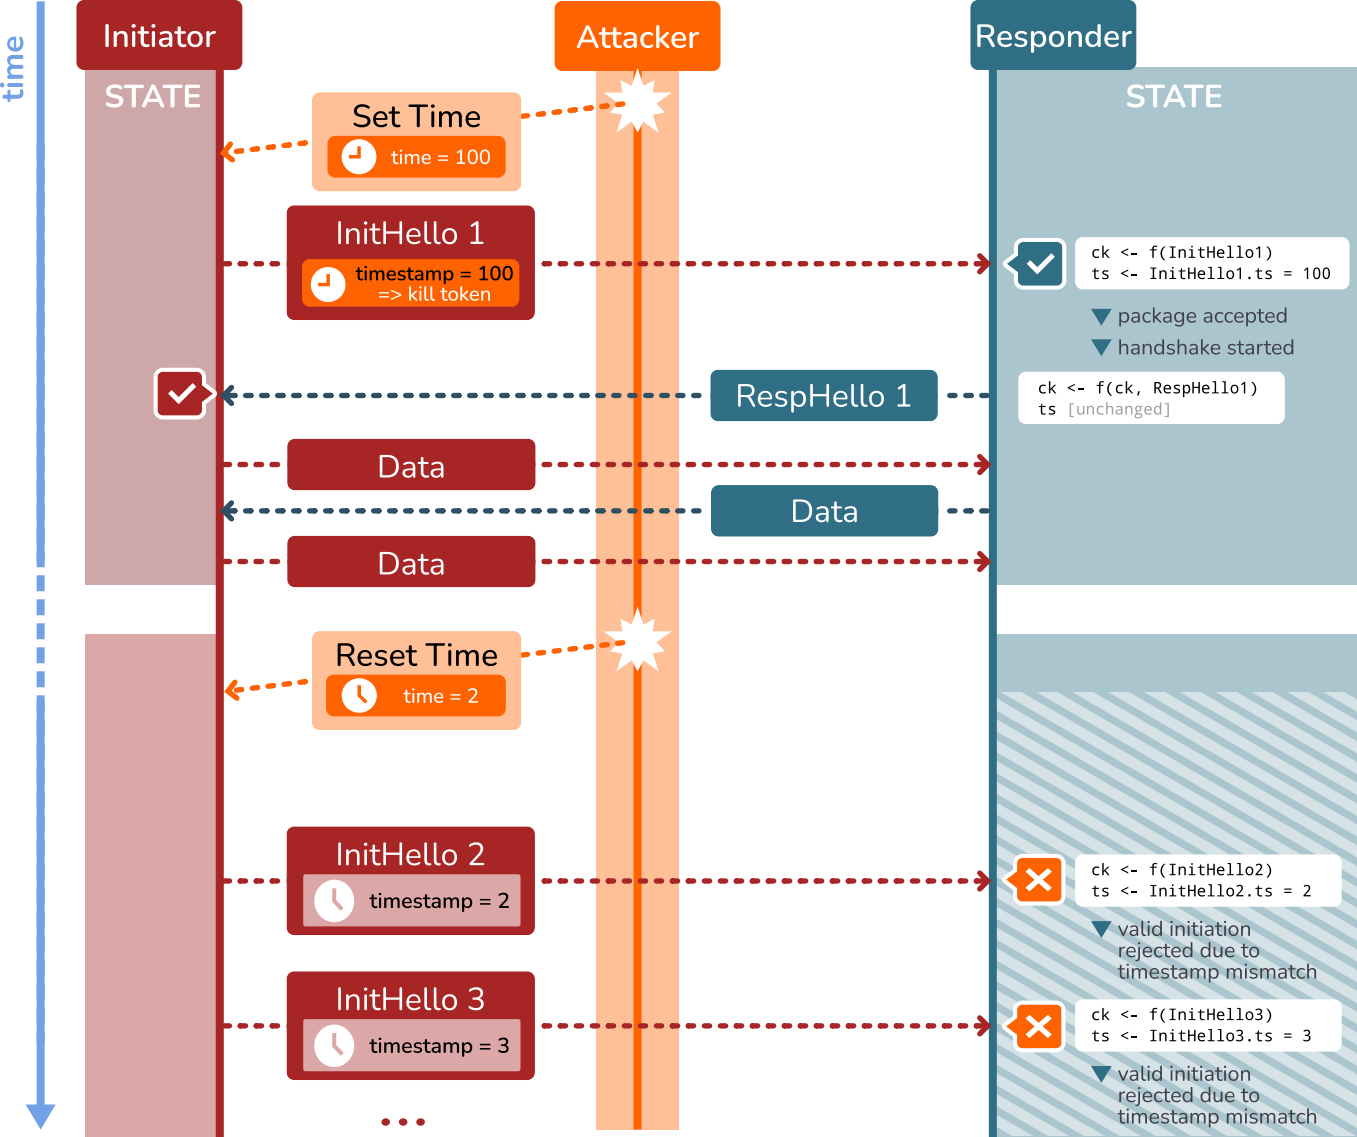 time
Initiator
Attacker
Responder
STATE
STATE
Set Time
time = 100
InitHello 1
timestamp = 100
=> kill token
ck <- f(InitHello1)
ts <- InitHello1.ts = 100
package accepted
handshake started
RespHello 1
ck <- f(ck, RespHello1)
ts [unchanged]
Data
Data
Data
Reset Time
time = 2
InitHello 2
timestamp = 2
ck <- f(InitHello2)
ts <- InitHello2.ts = 2
valid initiation
rejected due to
timestamp mismatch
InitHello 3
timestamp = 3
ck <- f(InitHello3)
ts <- InitHello3.ts = 3
valid initiation
rejected due to
timestamp mismatch
...